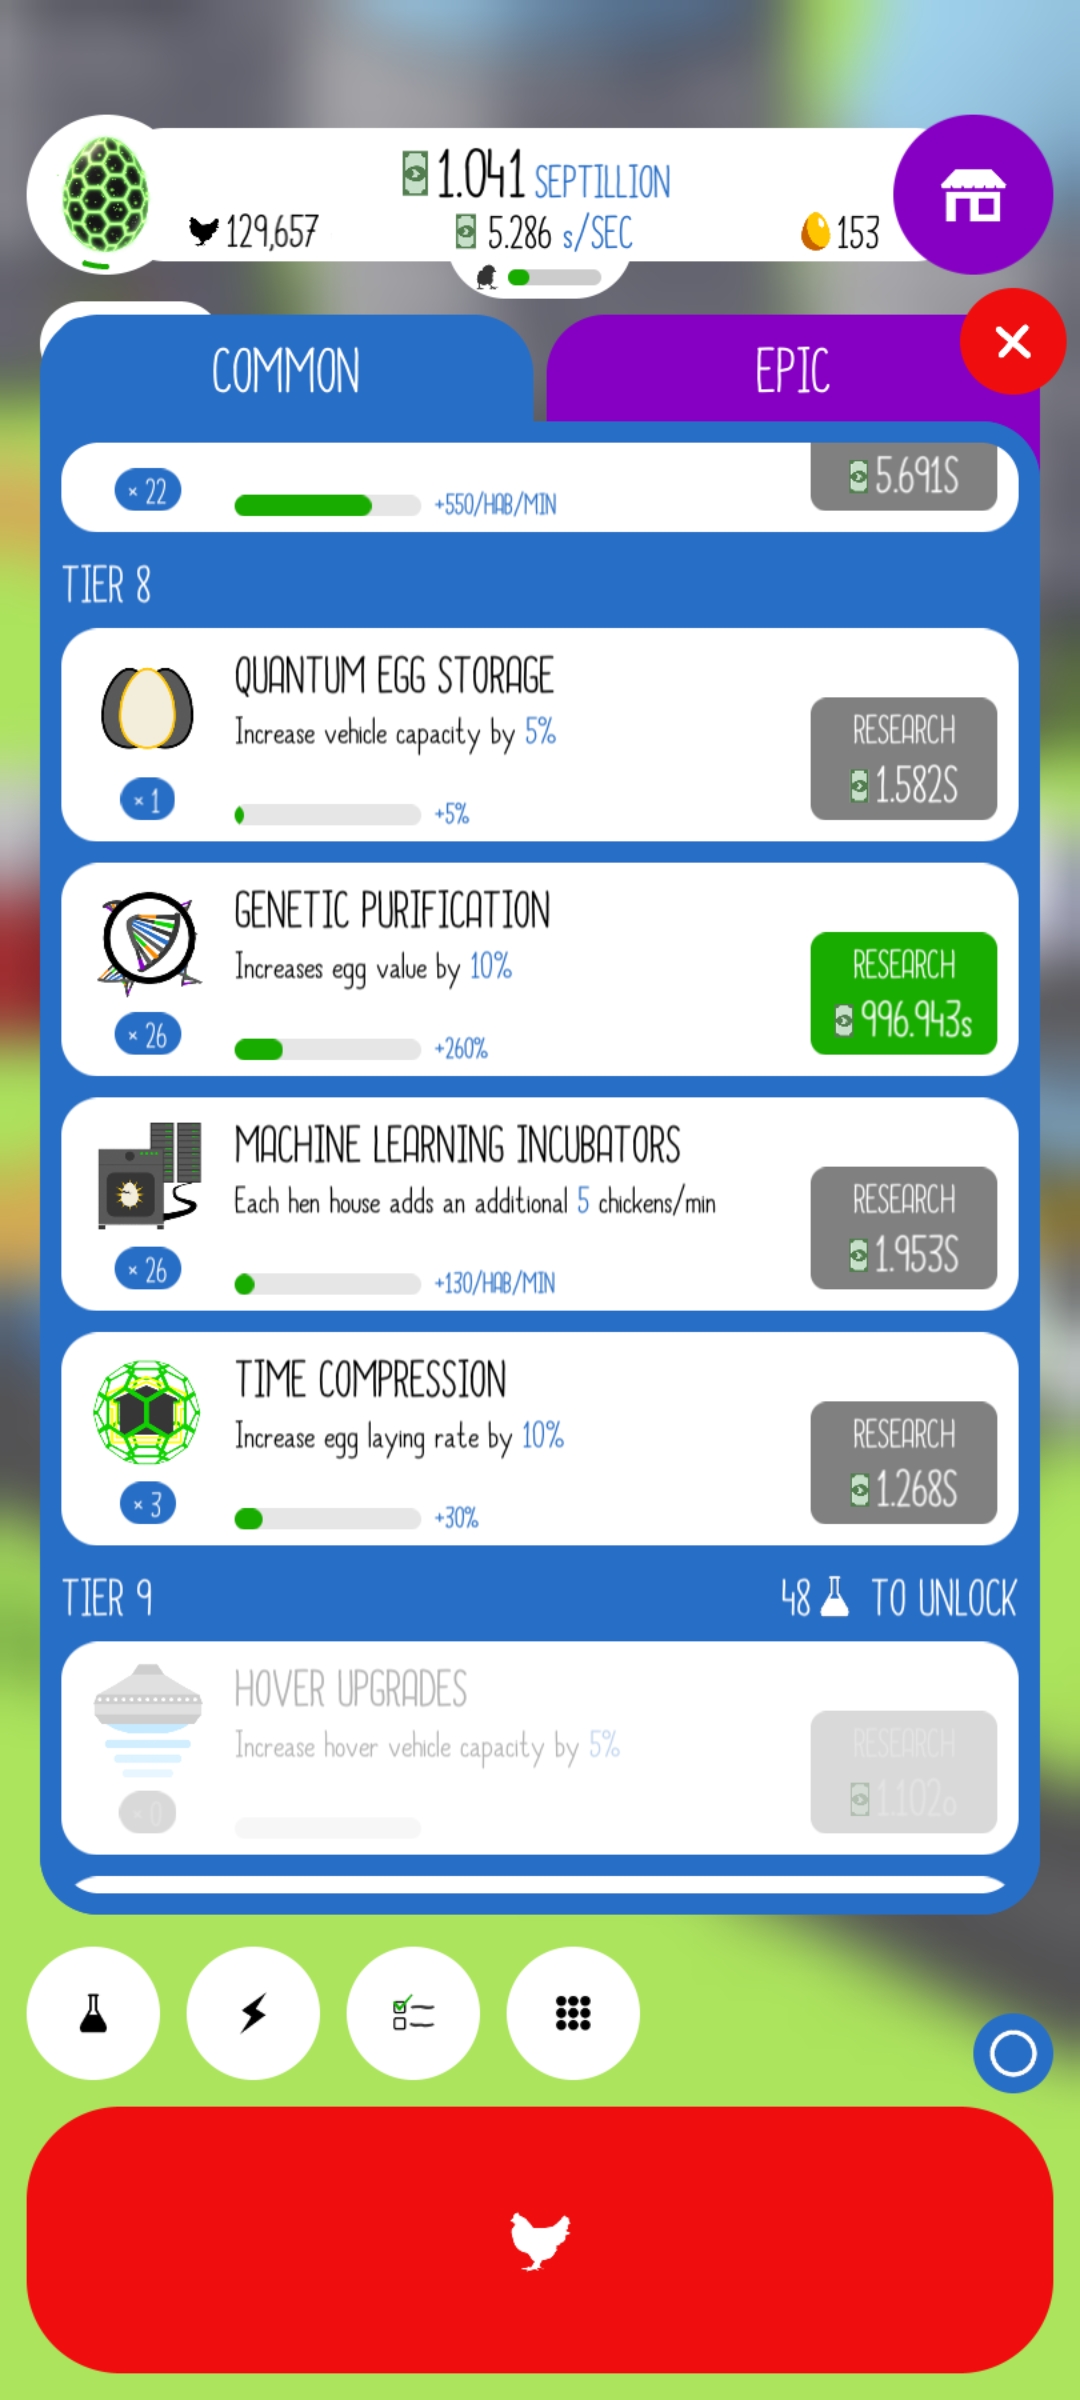 1.041 SEPTILLION
129,657
5.286 s/SEC
153
COMMON
EPIC
× 22
+550/HAB/MIN
5.691S
TIER 8
QUANTUM EGG STORAGE
Increase vehicle capacity by 5%
RESEARCH
1.582S
× 1
+5%
GENETIC PURIFICATION
Increases egg value by 10%
RESEARCH
996.943s
× 26
+260%
MACHINE LEARNING INCUBATORS
Each hen house adds an additional 5 chickens/min
RESEARCH
1.953S
× 26
+130/HAB/MIN
TIME COMPRESSION
Increase egg laying rate by 10%
RESEARCH
1.268S
× 3
+30%
TIER 9
48 TO UNLOCK
HOVER UPGRADES
Increase hover vehicle capacity by 5%
RESEARCH
1.102o
× 0